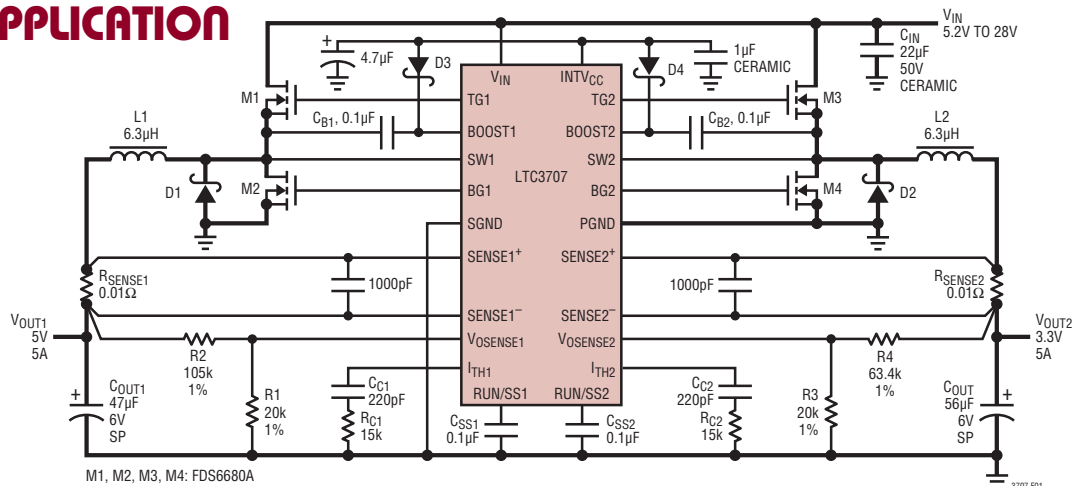 PPLICATION
VIN
5.2V TO 28V
CIN
22µF
50V
CERAMIC
+
4.7µF
D3
D4
1µF
CERAMIC
VIN
INTVCC
M1
TG1
TG2
M3
L1
6.3µH
CB1, 0.1µF
BOOST1
BOOST2
CB2, 0.1µF
L2
6.3µH
SW1
SW2
LTC3707
D1
M2
BG1
BG2
M4
D2
SGND
PGND
SENSE1+
SENSE2+
RSENSE1
0.01Ω
1000pF
1000pF
RSENSE2
0.01Ω
SENSE1–
SENSE2–
VOUT1
5V
5A
R2
105k
1%
VOSENSE1
VOSENSE2
R4
63.4k
1%
VOUT2
3.3V
5A
ITH1
ITH2
+
COUT1
47µF
6V
SP
R1
20k
1%
CC1
220pF
RC1
15k
RUN/SS1
RUN/SS2
CSS1
0.1µF
CSS2
0.1µF
CC2
220pF
RC2
15k
R3
20k
1%
COUT
56µF
6V
SP
+
M1, M2, M3, M4: FDS6680A
3707 F01